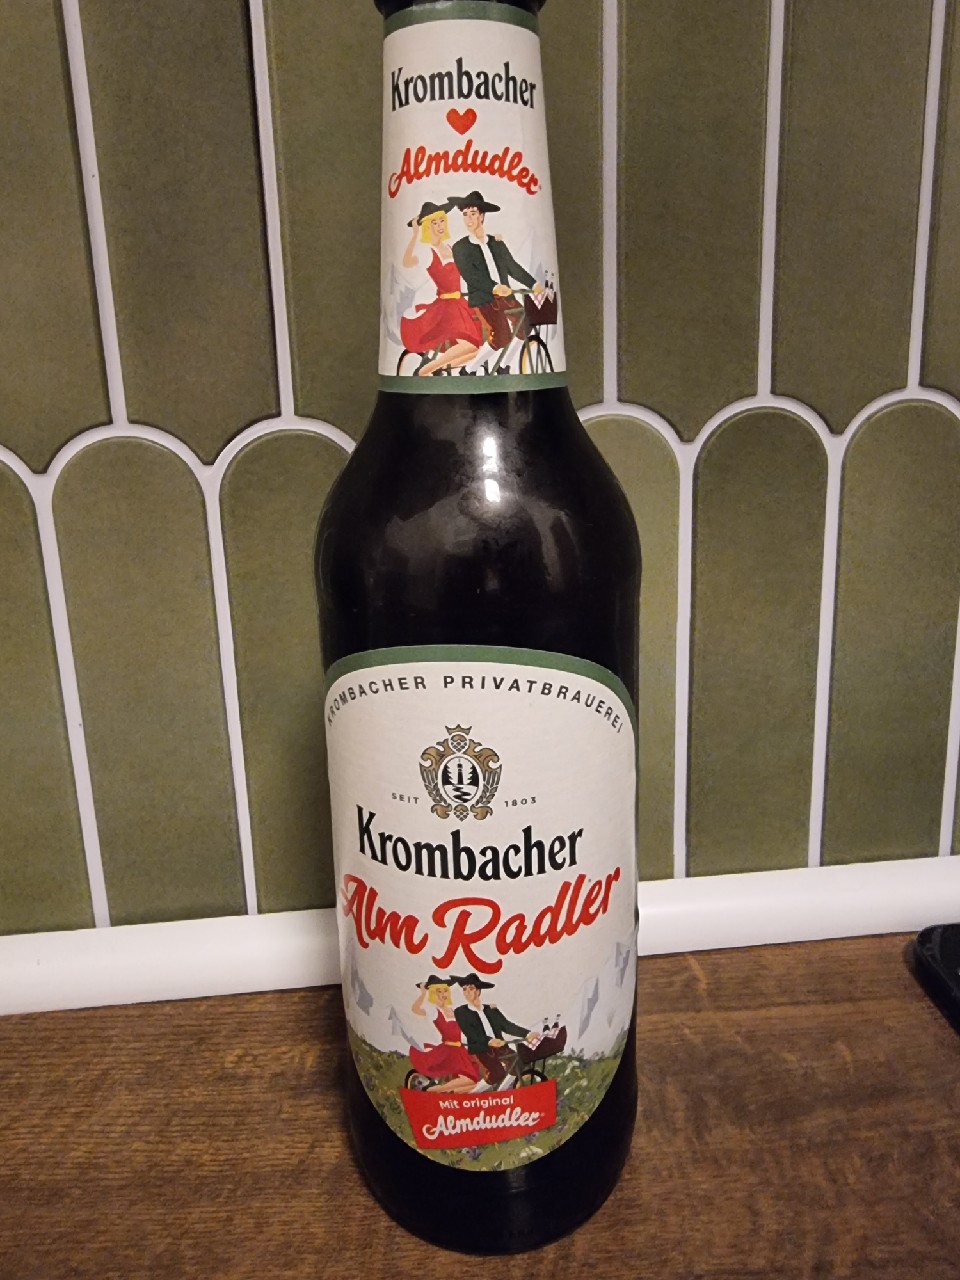 Krombacher
Almdudler
KROMBACHER PRIVATBRAUEREI
SEIT 1803
Krombacher
Alm Radler
Mit original
Almdudler